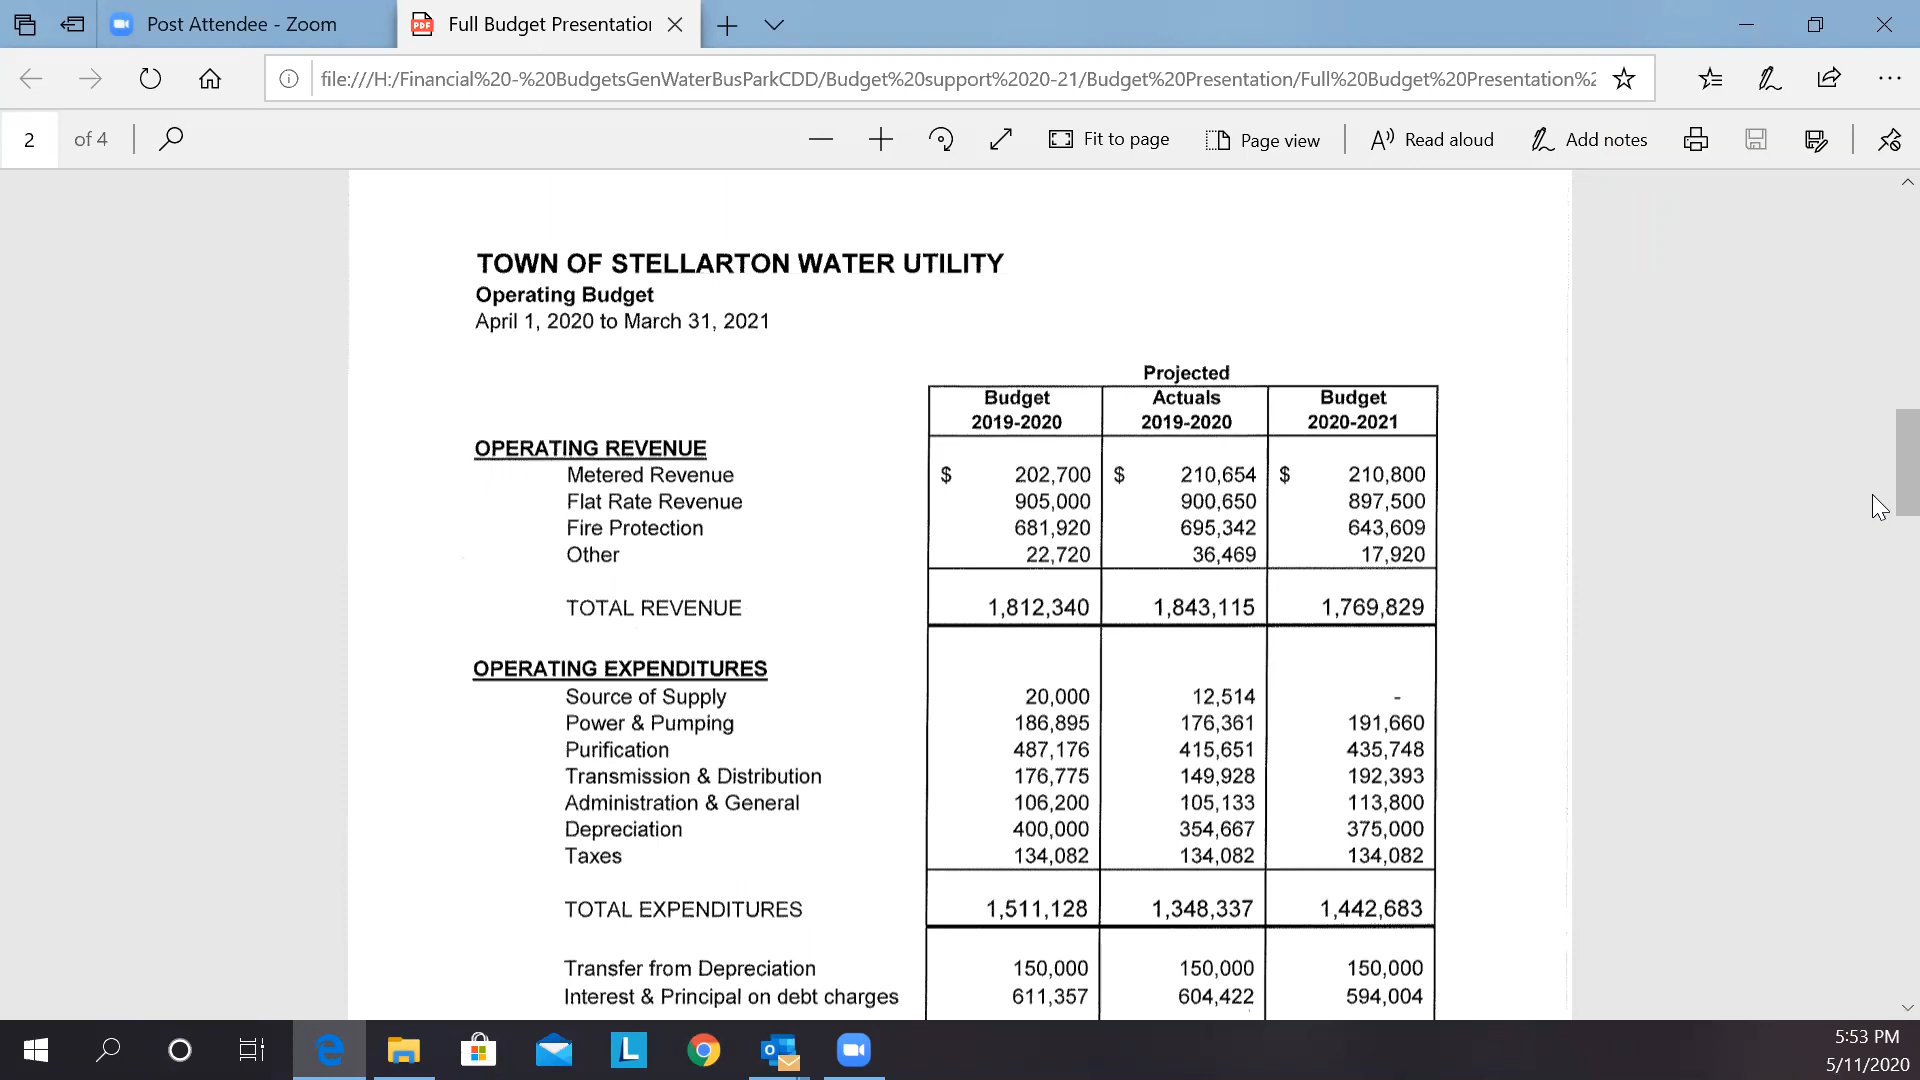 Post Attendee - Zoom
Full Budget Presentation
file:///H:/Financial%20-%20BudgetsGenWaterBusParkCDD/Budget%20support%2020-21/Budget%20Presentation/Full%20Budget%20Presentation%2
2 of 4
Fit to page
Page view
Read aloud
Add notes
TOWN OF STELLARTON WATER UTILITY
Operating Budget
April 1, 2020 to March 31, 2021
Projected
Budget Actuals Budget
2019-2020 2019-2020 2020-2021
OPERATING REVENUE
Metered Revenue $ 202,700 $ 210,654 $ 210,800
Flat Rate Revenue 905,000 900,650 897,500
Fire Protection 681,920 695,342 643,609
Other 22,720 36,469 17,920
TOTAL REVENUE 1,812,340 1,843,115 1,769,829
OPERATING EXPENDITURES
Source of Supply 20,000 12,514 -
Power & Pumping 186,895 176,361 191,660
Purification 487,176 415,651 435,748
Transmission & Distribution 176,775 149,928 192,393
Administration & General 106,200 105,133 113,800
Depreciation 400,000 354,667 375,000
Taxes 134,082 134,082 134,082
TOTAL EXPENDITURES 1,511,128 1,348,337 1,442,683
Transfer from Depreciation 150,000 150,000 150,000
Interest & Principal on debt charges 611,357 604,422 594,004
5:53 PM
5/11/2020